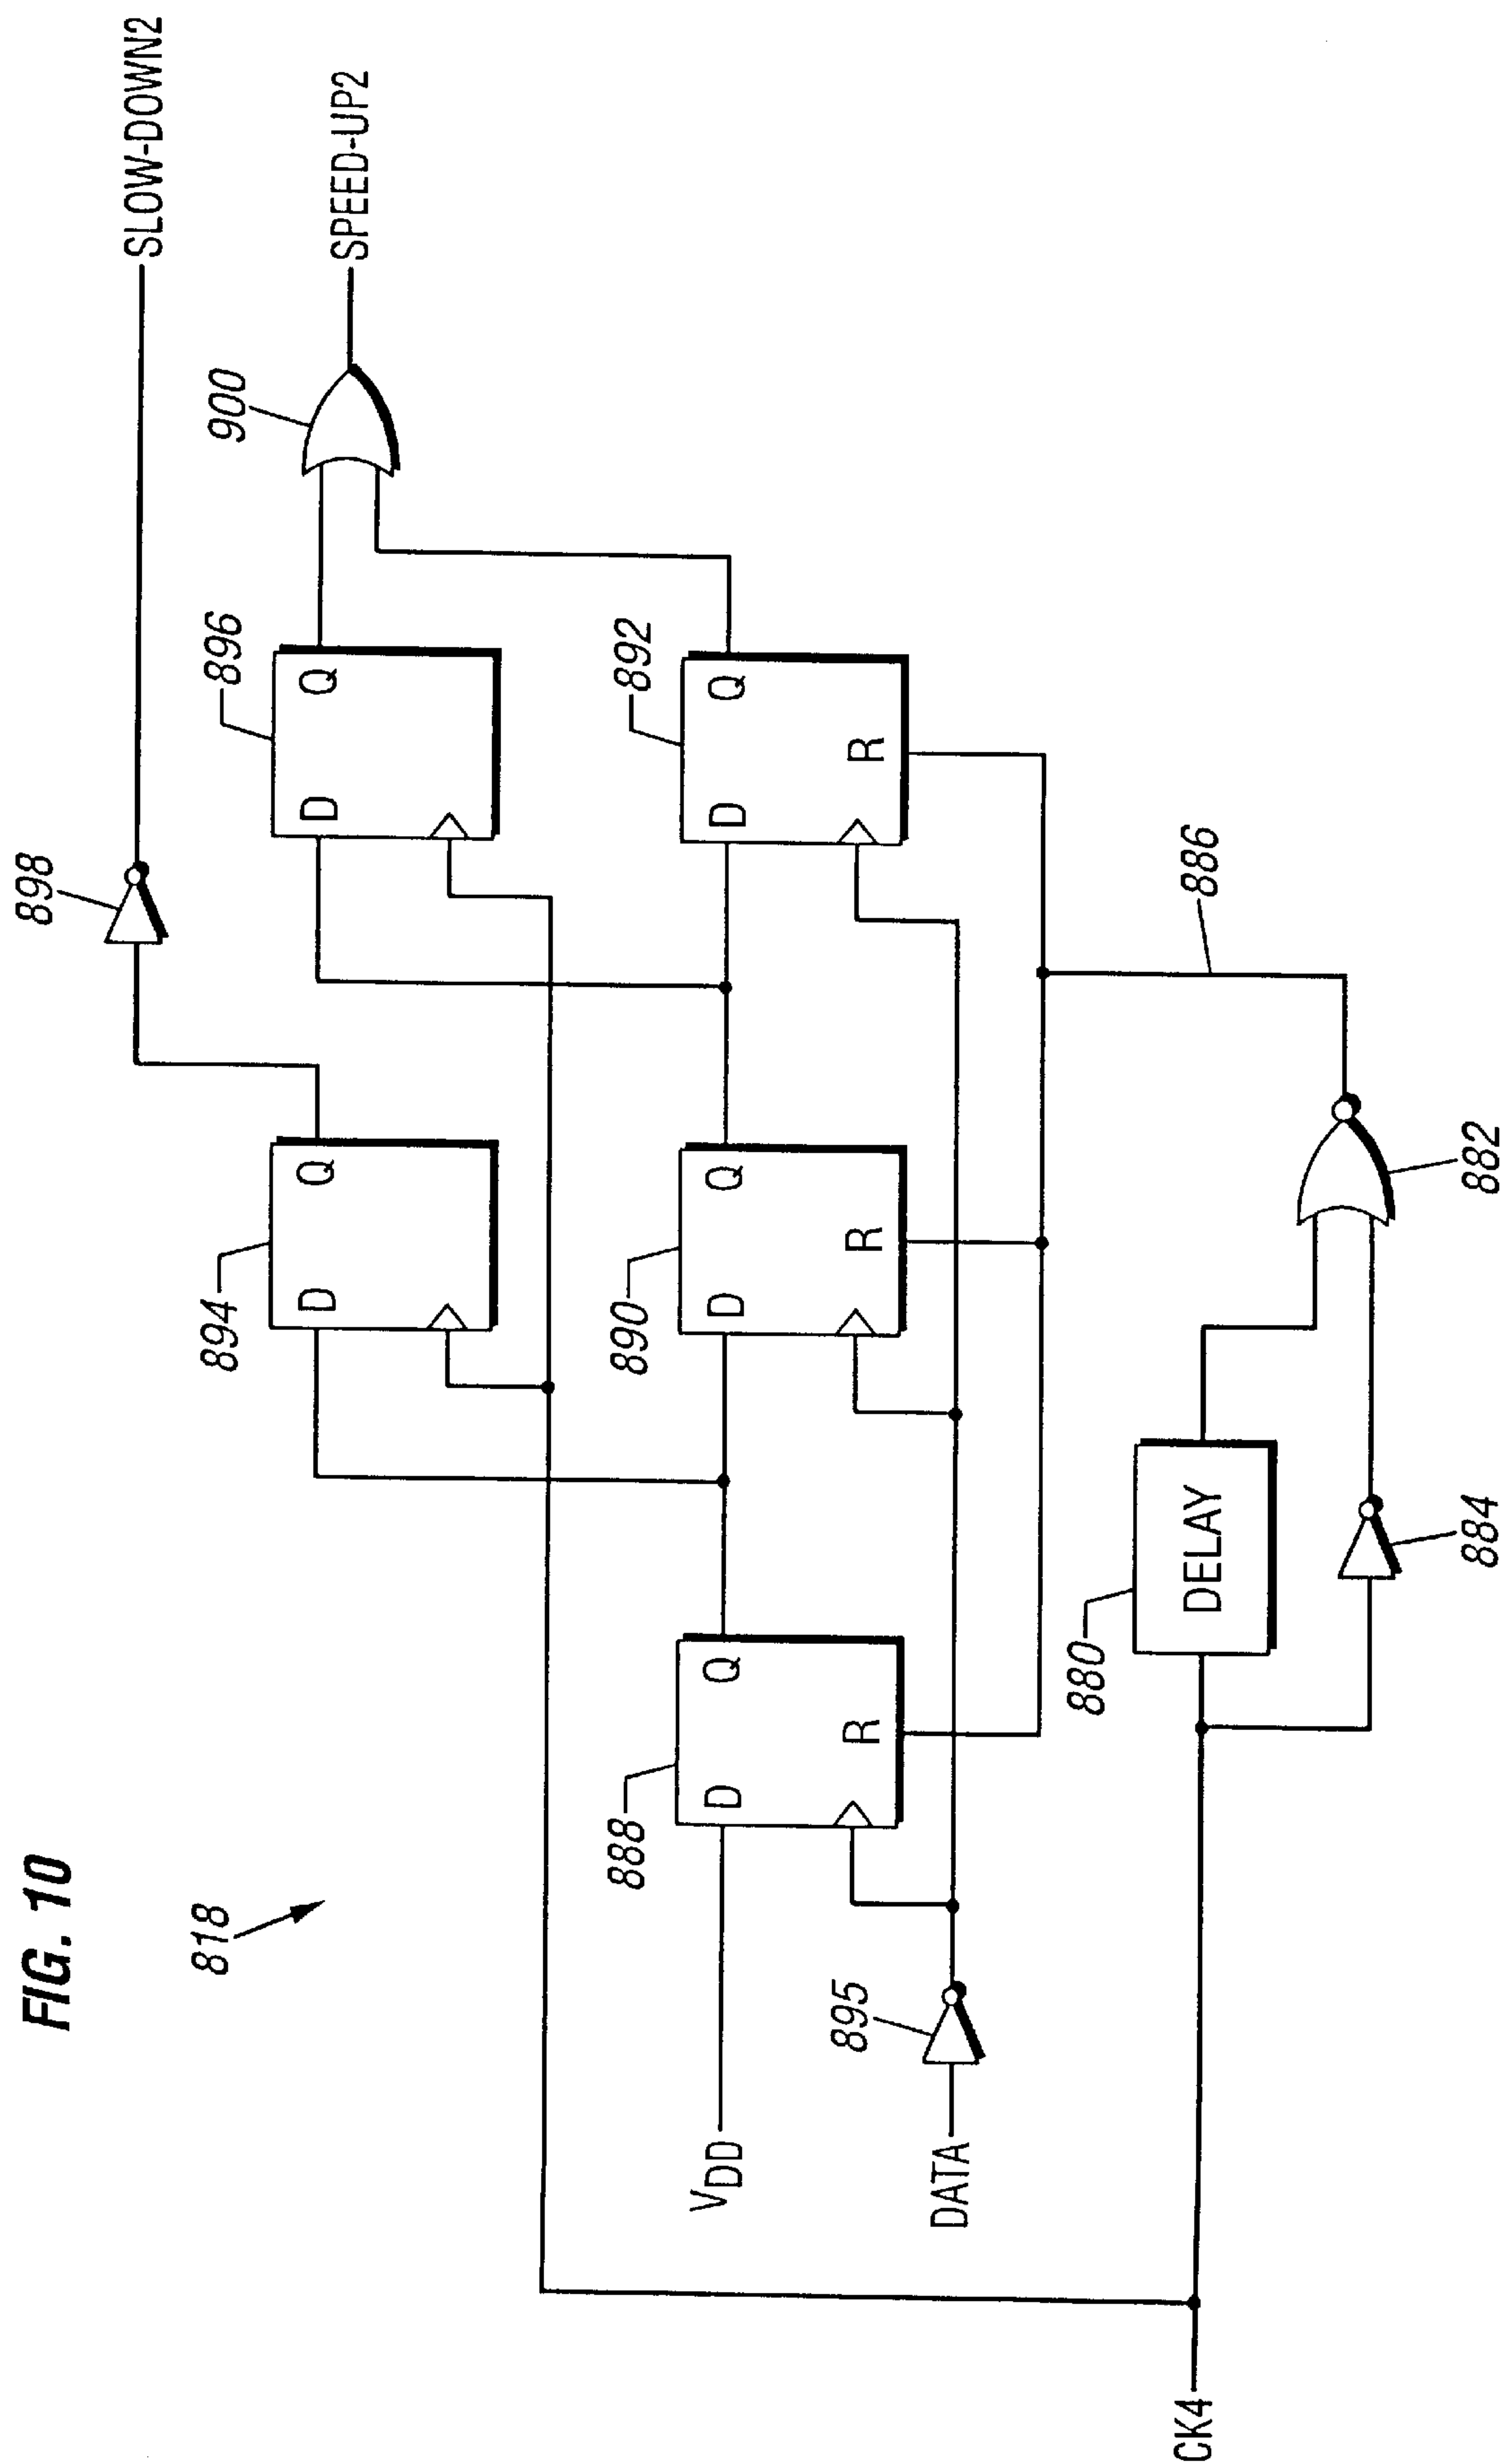 FIG. 10
818
SLOW-DOWN2
898
SPEED-UP2
900
894
D Q
896
D Q
VDD
888
D Q
R
890
D Q
R
892
D Q
R
DATA
895
886
880
DELAY
884
882
CK4